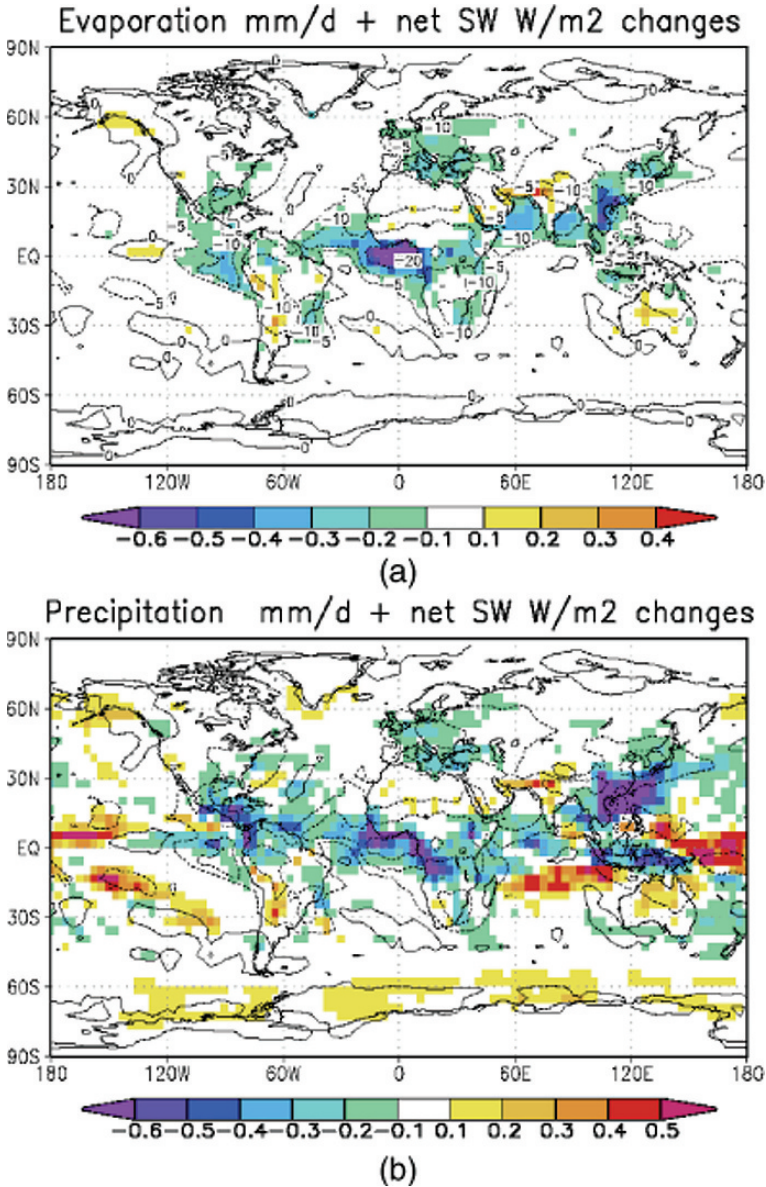 Evaporation mm/d + net SW W/m2 changes
90N
60N
30N
EQ
30S
60S
90S
180 120W 60W 0 60E 120E 180
-0.6 -0.5 -0.4 -0.3 -0.2 -0.1 0.1 0.2 0.3 0.4
(a)
Precipitation mm/d + net SW W/m2 changes
90N
60N
30N
EQ
30S
60S
90S
180 120W 60W 0 60E 120E 180
-0.6 -0.5 -0.4 -0.3 -0.2 -0.1 0.1 0.2 0.3 0.4 0.5
(b)